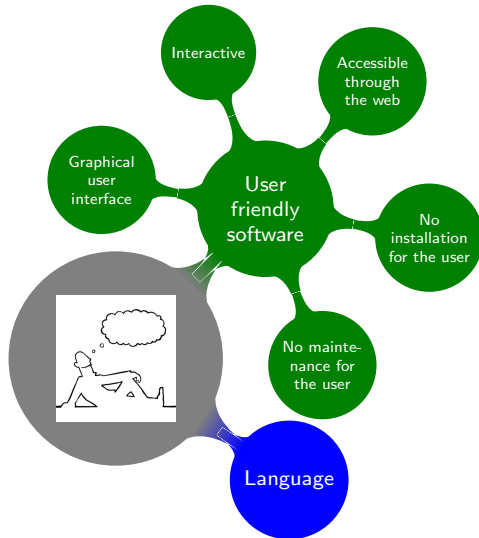 Interactive
Accessible
through
the web
Graphical
user
interface
User
friendly
software
No
installation
for the user
No mainte-
nance for
the user
Language